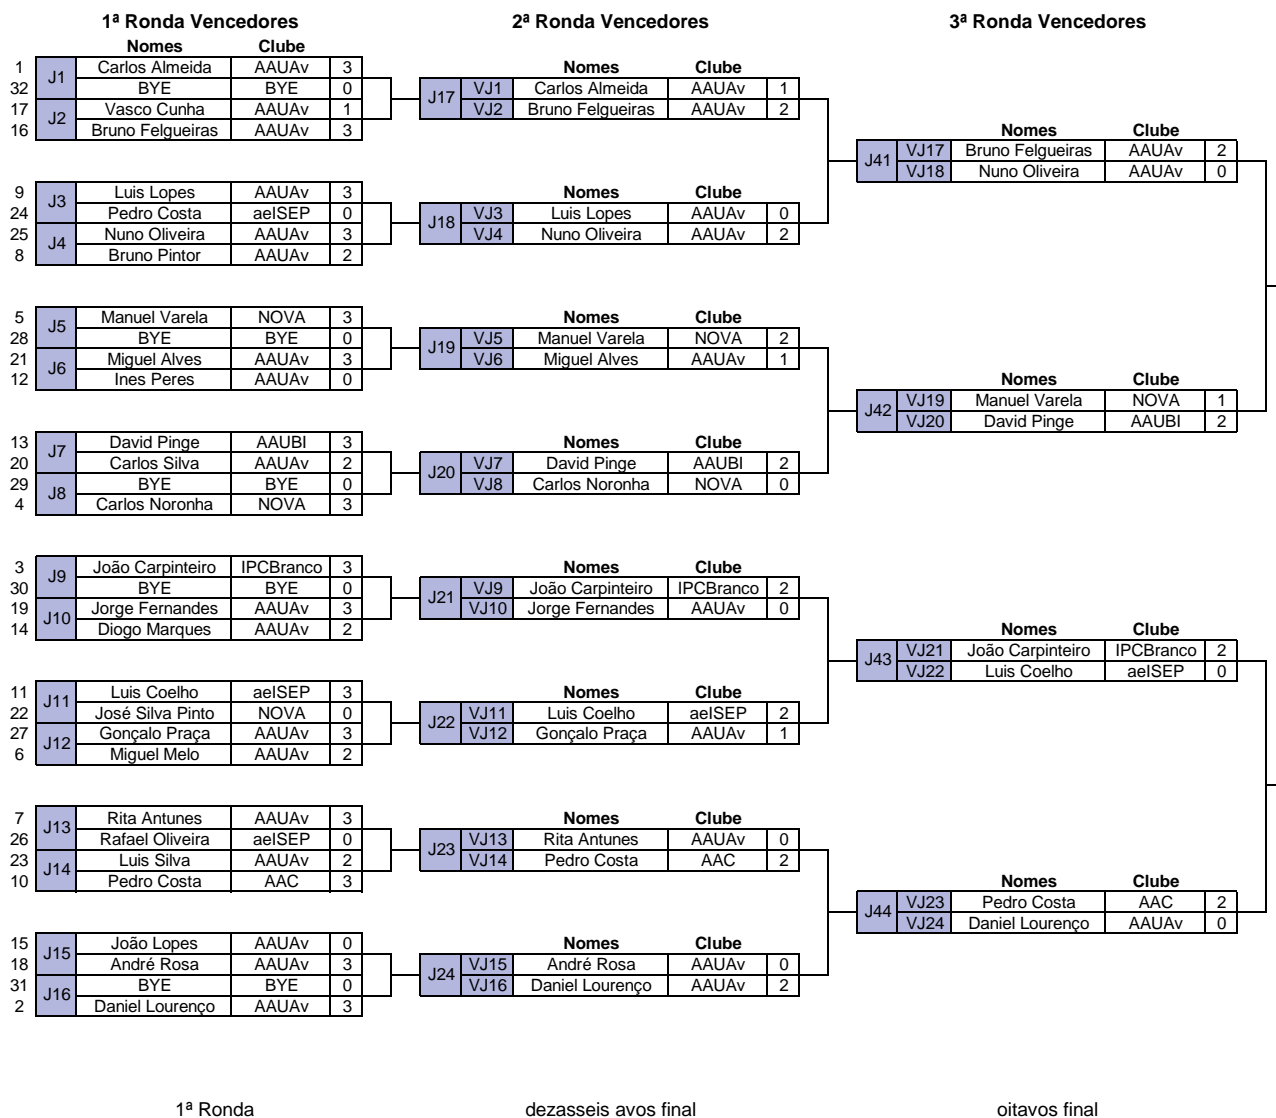 1ª Ronda Vencedores 2ª Ronda Vencedores 3ª Ronda Vencedores
Nomes Clube
1 J1 Carlos Almeida AAUAv 3
32 BYE BYE 0
17 J2 Vasco Cunha AAUAv 1
16 Bruno Felgueiras AAUAv 3
9 J3 Luis Lopes AAUAv 3
24 Pedro Costa aeISEP 0
25 J4 Nuno Oliveira AAUAv 3
8 Bruno Pintor AAUAv 2
5 J5 Manuel Varela NOVA 3
28 BYE BYE 0
21 J6 Miguel Alves AAUAv 3
12 Ines Peres AAUAv 0
13 J7 David Pinge AAUBI 3
20 Carlos Silva AAUAv 2
29 J8 BYE BYE 0
4 Carlos Noronha NOVA 3
3 J9 João Carpinteiro IPCBranco 3
30 BYE BYE 0
19 J10 Jorge Fernandes AAUAv 3
14 Diogo Marques AAUAv 2
11 J11 Luis Coelho aeISEP 3
22 José Silva Pinto NOVA 0
27 J12 Gonçalo Praça AAUAv 3
6 Miguel Melo AAUAv 2
7 J13 Rita Antunes AAUAv 3
26 Rafael Oliveira aeISEP 0
23 J14 Luis Silva AAUAv 2
10 Pedro Costa AAC 3
15 J15 João Lopes AAUAv 0
18 André Rosa AAUAv 3
31 J16 BYE BYE 0
2 Daniel Lourenço AAUAv 3
Nomes Clube
J17 VJ1 Carlos Almeida AAUAv 1
VJ2 Bruno Felgueiras AAUAv 2
Nomes Clube
J18 VJ3 Luis Lopes AAUAv 0
VJ4 Nuno Oliveira AAUAv 2
Nomes Clube
J19 VJ5 Manuel Varela NOVA 2
VJ6 Miguel Alves AAUAv 1
Nomes Clube
J20 VJ7 David Pinge AAUBI 2
VJ8 Carlos Noronha NOVA 0
Nomes Clube
J21 VJ9 João Carpinteiro IPCBranco 2
VJ10 Jorge Fernandes AAUAv 0
Nomes Clube
J22 VJ11 Luis Coelho aeISEP 2
VJ12 Gonçalo Praça AAUAv 1
Nomes Clube
J23 VJ13 Rita Antunes AAUAv 0
VJ14 Pedro Costa AAC 2
Nomes Clube
J24 VJ15 André Rosa AAUAv 0
VJ16 Daniel Lourenço AAUAv 2
Nomes Clube
J41 VJ17 Bruno Felgueiras AAUAv 2
VJ18 Nuno Oliveira AAUAv 0
Nomes Clube
J42 VJ19 Manuel Varela NOVA 1
VJ20 David Pinge AAUBI 2
Nomes Clube
J43 VJ21 João Carpinteiro IPCBranco 2
VJ22 Luis Coelho aeISEP 0
Nomes Clube
J44 VJ23 Pedro Costa AAC 2
VJ24 Daniel Lourenço AAUAv 0
1ª Ronda dezasseis avos final oitavos final